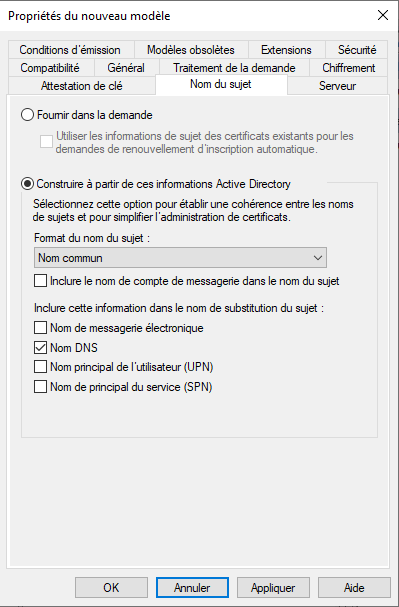 Propriétés du nouveau modèle
Conditions d'émission Modèles obsolètes Extensions Sécurité
Compatibilité Général Traitement de la demande Chiffrement
Attestation de clé Nom du sujet Serveur
Fournir dans la demande
Utiliser les informations de sujet des certificats existants pour les
demandes de renouvellement d'inscription automatique.
Construire à partir de ces informations Active Directory
Sélectionnez cette option pour établir une cohérence entre les noms
de sujets et pour simplifier l'administration de certificats.
Format du nom du sujet :
Nom commun
Inclure le nom de compte de messagerie dans le nom du sujet
Inclure cette information dans le nom de substitution du sujet :
Nom de messagerie électronique
Nom DNS
Nom principal de l'utilisateur (UPN)
Nom de principal du service (SPN)
OK Annuler Appliquer Aide